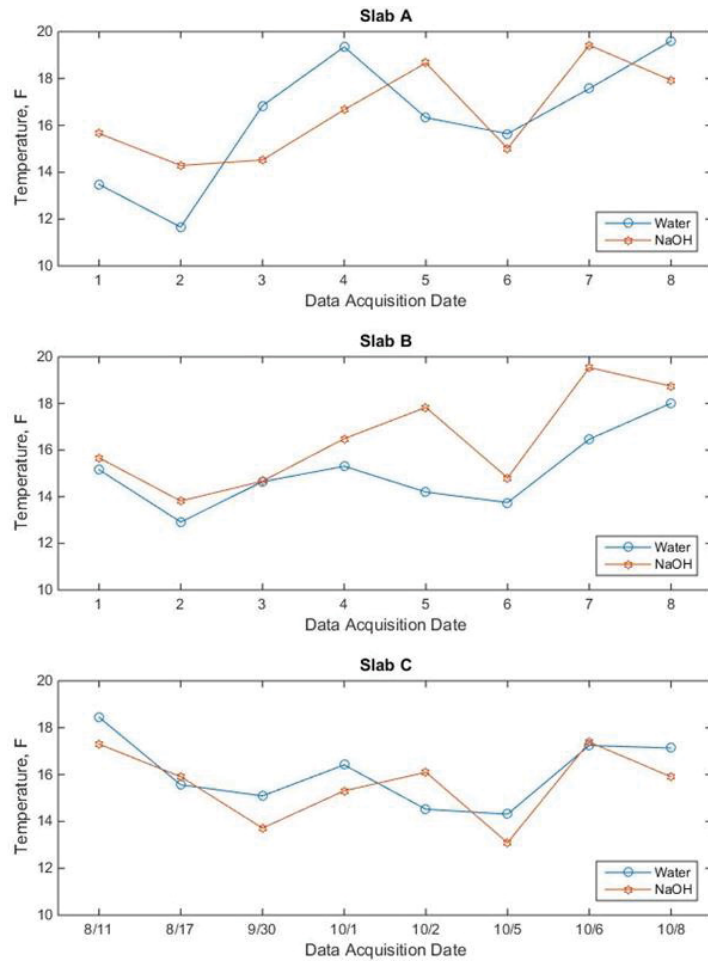 Slab A
20
18
16
14
12
10
Temperature, F
Water
NaOH
1 2 3 4 5 6 7 8
Data Acquisition Date
Slab B
20
18
16
14
12
10
Temperature, F
Water
NaOH
1 2 3 4 5 6 7 8
Data Acquisition Date
Slab C
20
18
16
14
12
10
Temperature, F
Water
NaOH
8/11 8/17 9/30 10/1 10/2 10/5 10/6 10/8
Data Acquisition Date